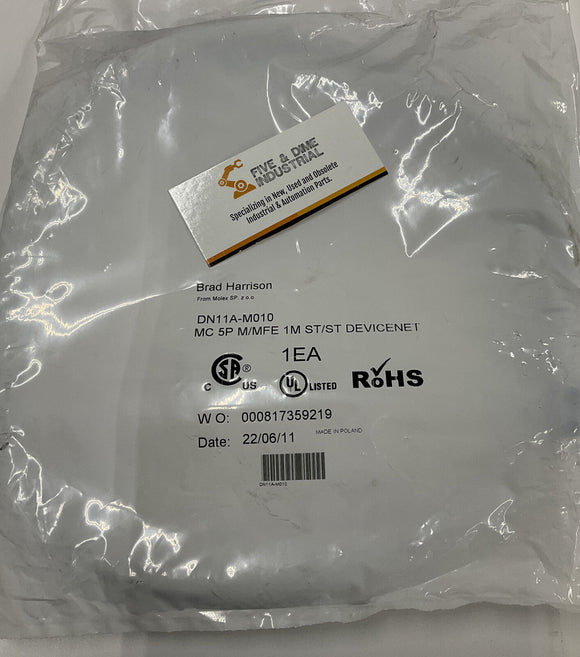 FIVE & DIME
INDUSTRIAL
Specializing in New, Used and Obsolete
Industrial & Automation Parts.
Brad Harrison
From Molex SP. z o.o
DN11A-M010
MC 5P M/MFE 1M ST/ST DEVICENET
1EA
C SA US
UL LISTED
RoHS
W O: 000817359219
Date: 22/06/11 MADE IN POLAND
DN11A-M010